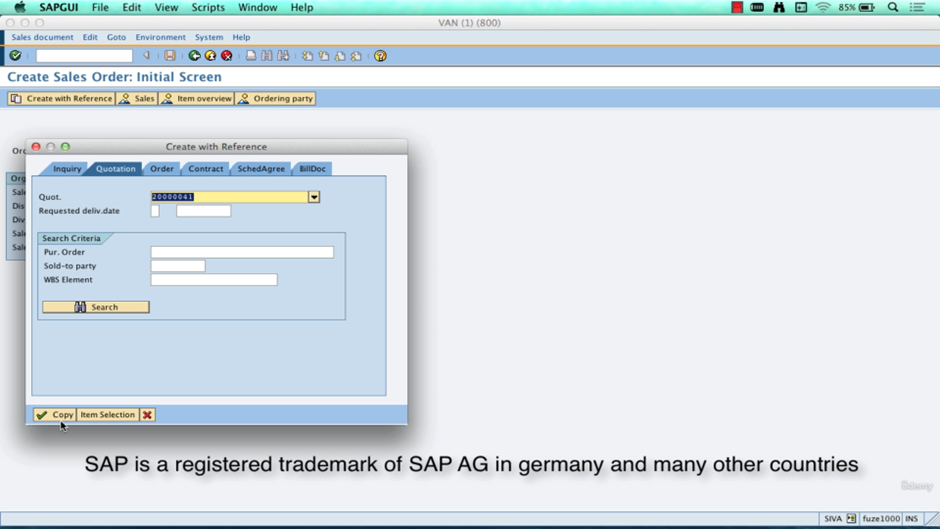 SAPGUI File Edit View Scripts Window Help 85%
VAN (1) (800)
Sales document Edit Goto Environment System Help
Create Sales Order: Initial Screen
Create with Reference Sales Item overview Ordering party
Create with Reference
Inquiry Quotation Order Contract SchedAgree BillDoc
Quot. 20000041
Requested deliv.date
Search Criteria
Pur. Order
Sold-to party
WBS Element
Search
Copy Item Selection
Orc
Org
Sale
Dis
Div
Sale
Sale
SAP is a registered trademark of SAP AG in germany and many other countries
Udemy
SIVA fuze1000 INS